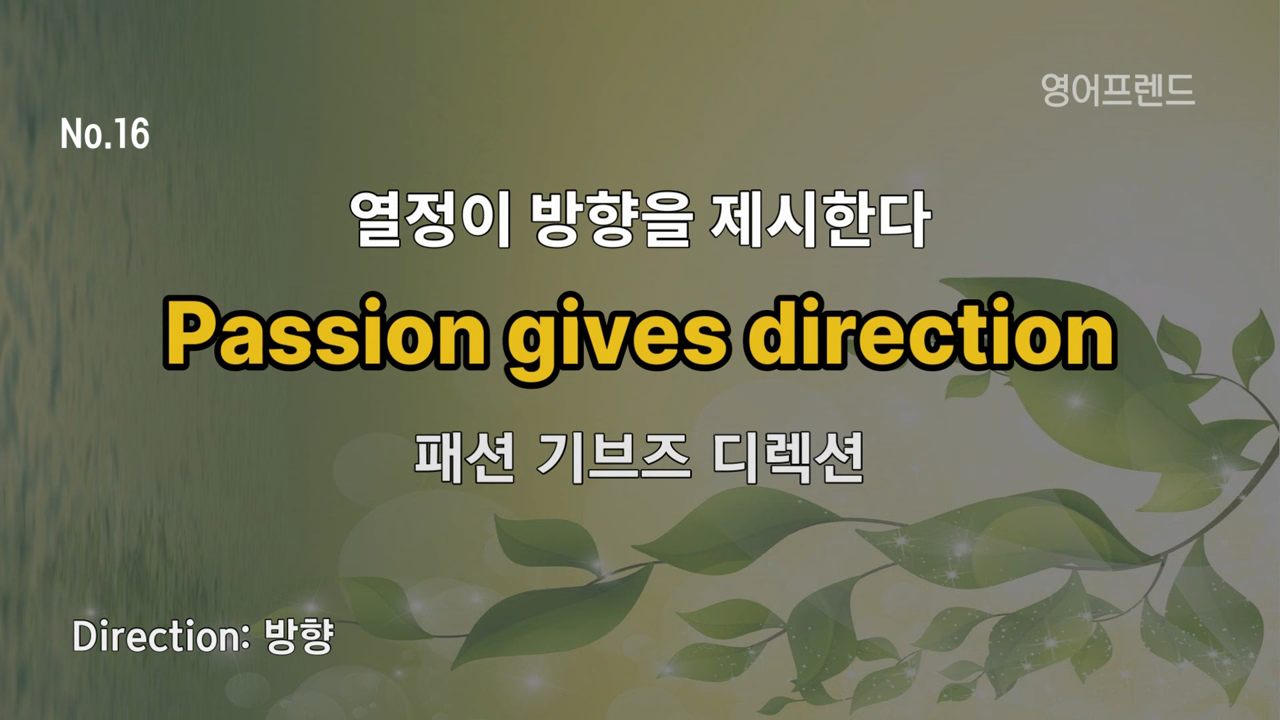 영어프렌드
No.16
열정이 방향을 제시한다
Passion gives direction
패션 기브즈 디렉션
Direction: 방향